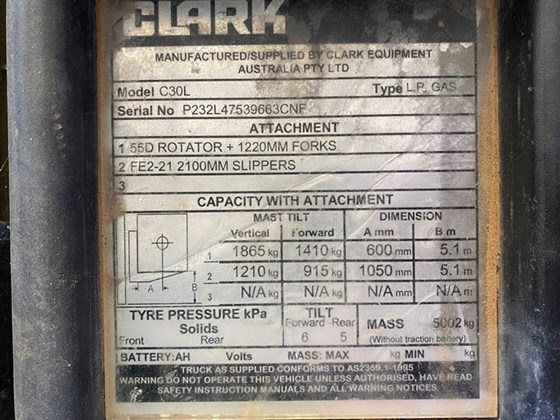 CLARK
MANUFACTURED/SUPPLIED BY CLARK EQUIPMENT
AUSTRALIA PTY LTD
Model C30L Type L.P. GAS
Serial No P232L47539663CNF
ATTACHMENT
1 55D ROTATOR + 1220MM FORKS
2 FE2-21 2100MM SLIPPERS
3
CAPACITY WITH ATTACHMENT
MAST TILT DIMENSION
Vertical Forward A mm B m
1 1865 kg 1410 kg 600 mm 5.1 m
2 1210 kg 915 kg 1050 mm 5.1 m
3 N/A kg N/A kg N/A mm N/A m
A B
TYRE PRESSURE kPa TILT
Solids Forward Rear MASS 5002 kg
Front Rear 6 5 (Without traction battery)
BATTERY:AH Volts MASS: MAX kg MIN kg
TRUCK AS SUPPLIED CONFORMS TO AS2359.1-1995
WARNING DO NOT OPERATE THIS VEHICLE UNLESS AUTHORISED, HAVE READ
SAFETY INSTRUCTION MANUALS AND ALL WARNING NOTICES